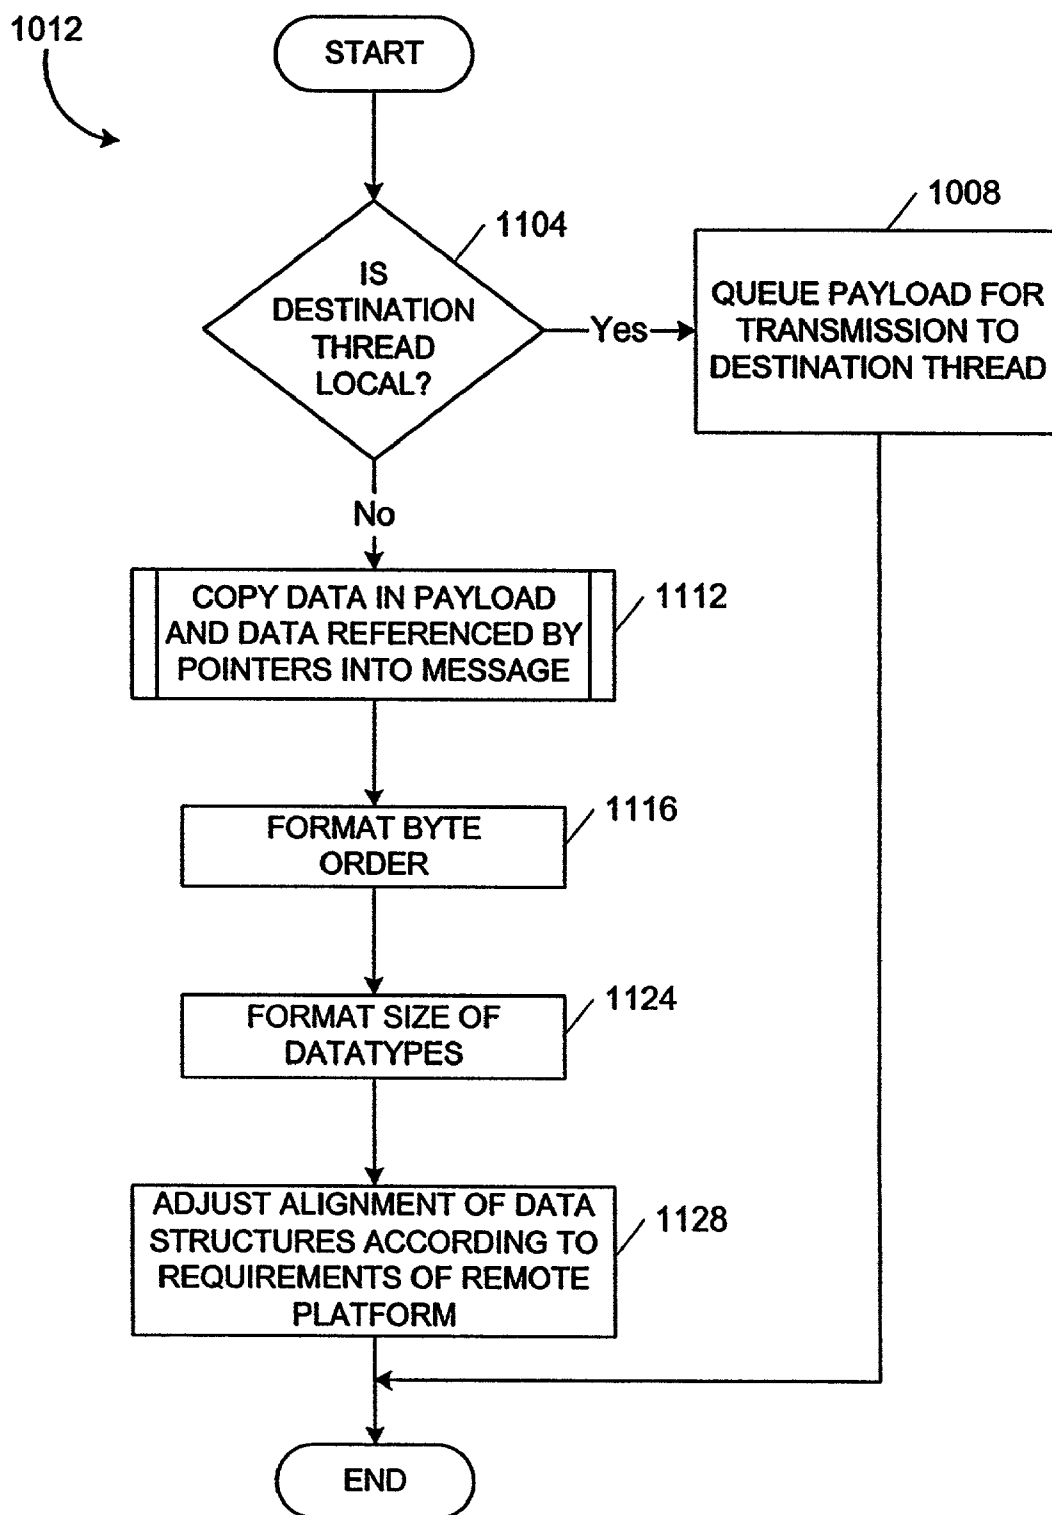 1012
START
1104
IS
DESTINATION
THREAD
LOCAL?
Yes
1008
QUEUE PAYLOAD FOR
TRANSMISSION TO
DESTINATION THREAD
No
COPY DATA IN PAYLOAD
AND DATA REFERENCED BY
POINTERS INTO MESSAGE
1112
FORMAT BYTE
ORDER
1116
FORMAT SIZE OF
DATATYPES
1124
ADJUST ALIGNMENT OF DATA
STRUCTURES ACCORDING TO
REQUIREMENTS OF REMOTE
PLATFORM
1128
END